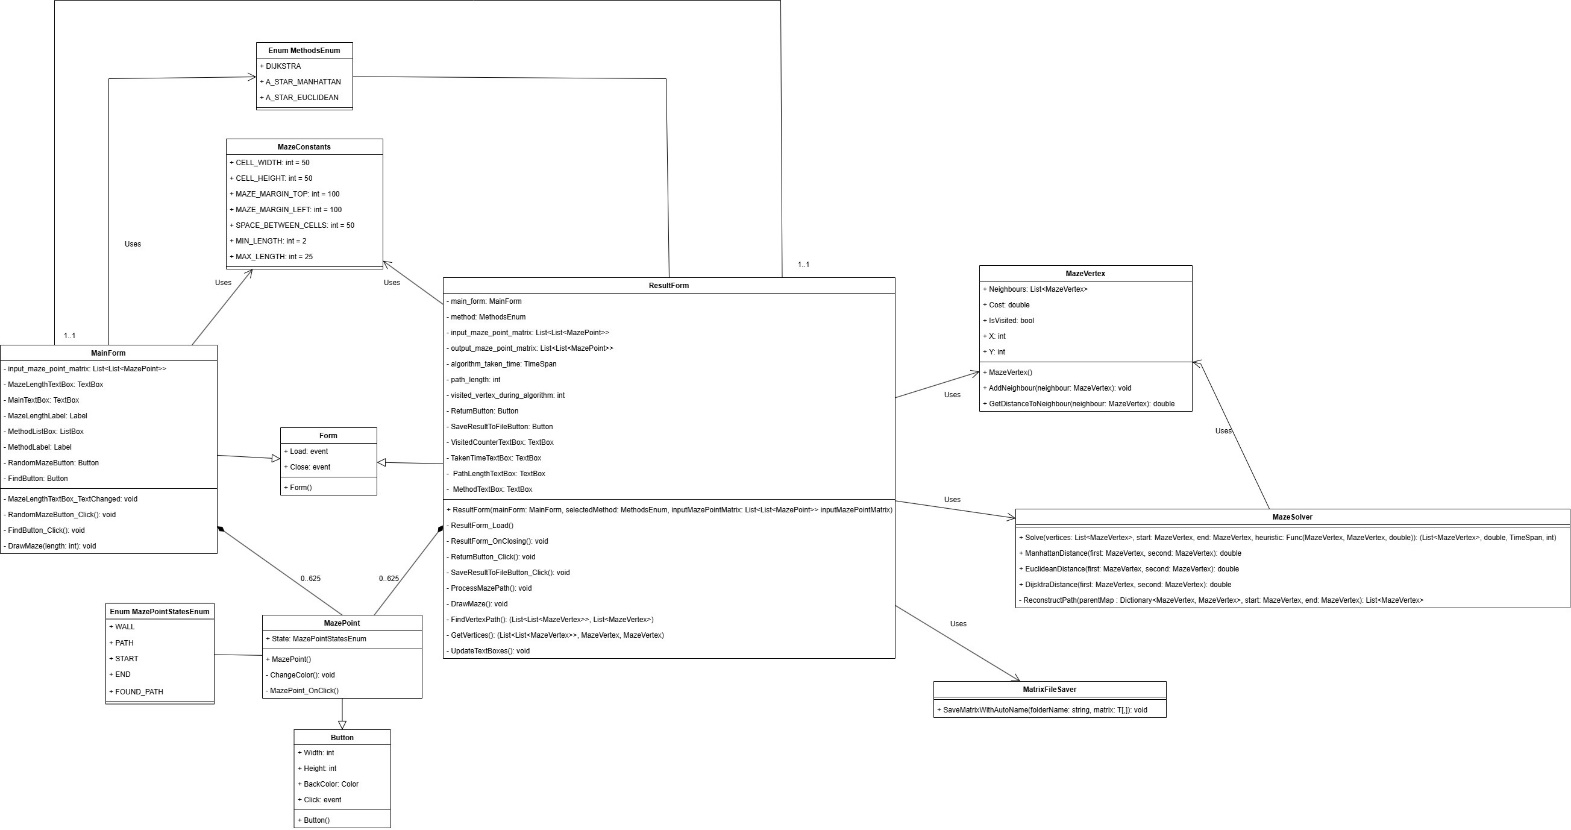 Enum MethodsEnum
+ DIJKSTRA
+ A_STAR_MANHATTAN
+ A_STAR_EUCLIDEAN
MazeConstants
+ CELL_WIDTH: int = 50
+ CELL_HEIGHT: int = 50
+ MAZE_MARGIN_TOP: int = 100
+ MAZE_MARGIN_LEFT: int = 100
+ SPACE_BETWEEN_CELLS: int = 50
+ MIN_LENGTH: int = 2
+ MAX_LENGTH: int = 25
Uses
Uses
Uses
1..1
1..1
MainForm
- input_maze_point_matrix: List<List<MazePoint>>
- MazeLengthTextBox: TextBox
- MainTextBox: TextBox
- MazeLengthLabel: Label
- MethodListBox: ListBox
- MethodLabel: Label
- RandomMazeButton: Button
- FindButton: Button
- MazeLengthTextBox_TextChanged: void
- RandomMazeButton_Click(): void
- FindButton_Click(): void
- DrawMaze(length: int): void
Form
+ Load: event
+ Close: event
+ Form()
ResultForm
- main_form: MainForm
- method: MethodsEnum
- input_maze_point_matrix: List<List<MazePoint>>
- output_maze_point_matrix: List<List<MazePoint>>
- algorithm_taken_time: TimeSpan
- path_length: int
- visited_vertex_during_algorithm: int
- ReturnButton: Button
- SaveResultToFileButton: Button
- VisitedCounterTextBox: TextBox
- TakenTimeTextBox: TextBox
- PathLengthTextBox: TextBox
- MethodTextBox: TextBox
+ ResultForm(mainForm: MainForm, selectedMethod: MethodsEnum, inputMazePointMatrix: List<List<MazePoint>> inputMazePointMatrix)
- ResultForm_Load()
- ResultForm_OnClosing(): void
- ReturnButton_Click(): void
- SaveResultToFileButton_Click(): void
- ProcessMazePath(): void
- DrawMaze(): void
- FindVertexPath(): (List<List<MazeVertex>>, List<MazeVertex>)
- GetVertices(): (List<List<MazeVertex>>, MazeVertex, MazeVertex)
- UpdateTextBoxes(): void
MazeVertex
+ Neighbours: List<MazeVertex>
+ Cost: double
+ IsVisited: bool
+ X: int
+ Y: int
+ MazeVertex()
+ AddNeighbour(neighbour: MazeVertex): void
+ GetDistanceToNeighbour(neighbour: MazeVertex): double
Uses
Uses
Uses
Uses
MazeSolver
+ Solve(vertices: List<MazeVertex>, start: MazeVertex, end: MazeVertex, heuristic: Func(MazeVertex, MazeVertex, double)): (List<MazeVertex>, double, TimeSpan, int)
+ ManhattanDistance(first: MazeVertex, second: MazeVertex): double
+ EuclideanDistance(first: MazeVertex, second: MazeVertex): double
+ DijsktraDistance(first: MazeVertex, second: MazeVertex): double
- ReconstructPath(parentMap : Dictionary<MazeVertex, MazeVertex>, start: MazeVertex, end: MazeVertex): List<MazeVertex>
MatrixFileSaver
+ SaveMatrixWithAutoName(folderName: string, matrix: T[,]): void
0..625
0..625
Enum MazePointStatesEnum
+ WALL
+ PATH
+ START
+ END
+ FOUND_PATH
MazePoint
+ State: MazePointStatesEnum
+ MazePoint()
- ChangeColor(): void
- MazePoint_OnClick()
Button
+ Width: int
+ Height: int
+ BackColor: Color
+ Click: event
+ Button()